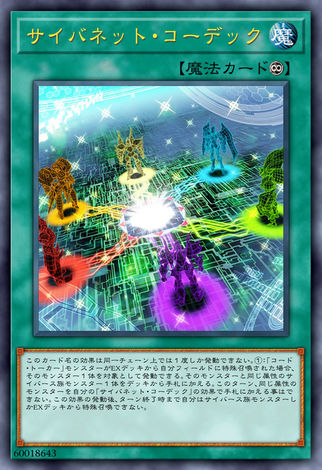 サイバネット・コーデック
魔
【魔法カード】
このカード名の効果は同一チェーン上では1度しか発動できない。①:「コード
・トーカー」モンスターがEXデッキから自分フィールドに特殊召喚された場合、
そのモンスター1体を対象として発動できる。そのモンスターと同じ属性の
サイバース族モンスター1体をデッキから手札に加える。このターン、同じ属性の
モンスターを自分の「サイバネット・コーデック」の効果で手札に加える事はで
きない。この効果の発動後、ターン終了時まで自分はサイバース族モンスターし
かEXデッキから特殊召喚できない。
60018643